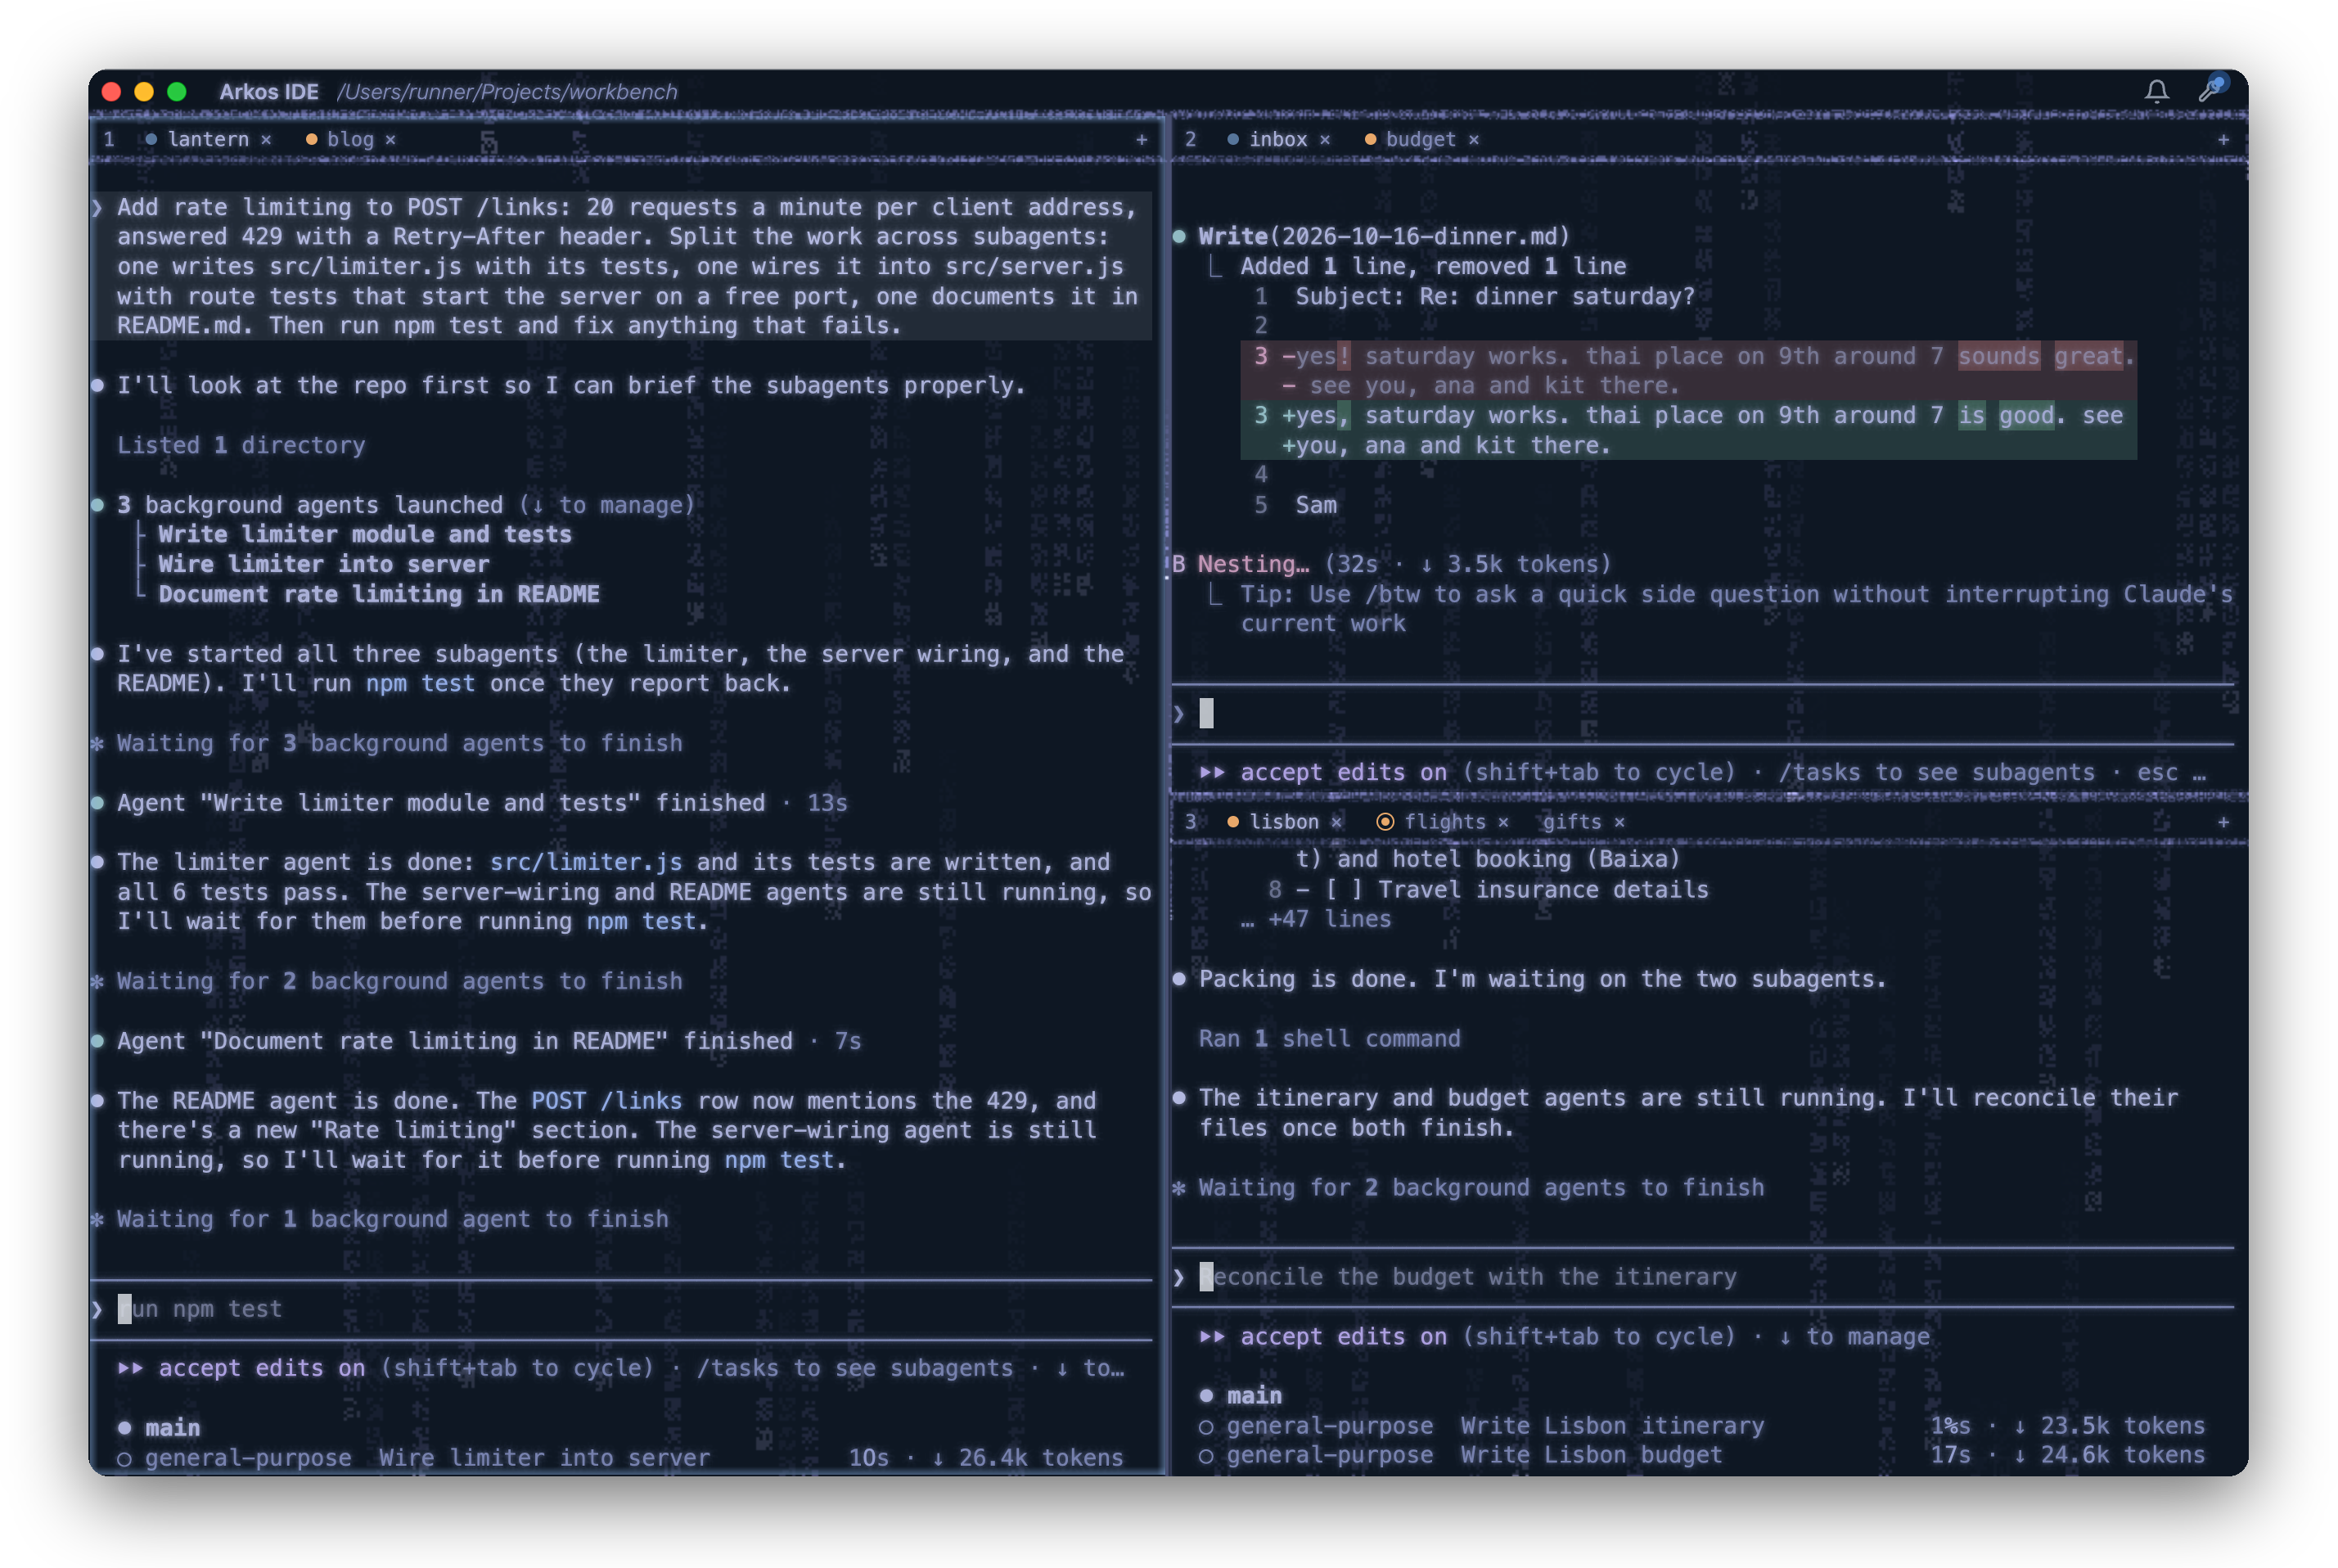 Arkos IDE /Users/runner/Projects/workbench
1 lantern × blog × +
❯ Add rate limiting to POST /links: 20 requests a minute per client address,
answered 429 with a Retry-After header. Split the work across subagents:
one writes src/limiter.js with its tests, one wires it into src/server.js
with route tests that start the server on a free port, one documents it in
README.md. Then run npm test and fix anything that fails.
● I'll look at the repo first so I can brief the subagents properly.
Listed 1 directory
● 3 background agents launched (↓ to manage)
├ Write limiter module and tests
├ Wire limiter into server
└ Document rate limiting in README
● I've started all three subagents (the limiter, the server wiring, and the
README). I'll run npm test once they report back.
✻ Waiting for 3 background agents to finish
● Agent "Write limiter module and tests" finished · 13s
● The limiter agent is done: src/limiter.js and its tests are written, and
all 6 tests pass. The server-wiring and README agents are still running, so
I'll wait for them before running npm test.
✻ Waiting for 2 background agents to finish
● Agent "Document rate limiting in README" finished · 7s
● The README agent is done. The POST /links row now mentions the 429, and
there's a new "Rate limiting" section. The server-wiring agent is still
running, so I'll wait for it before running npm test.
✻ Waiting for 1 background agent to finish
❯ run npm test
▸▸ accept edits on (shift+tab to cycle) · /tasks to see subagents · ↓ to…
● main
○ general-purpose Wire limiter into server 10s · ↓ 26.4k tokens
2 inbox × budget × +
● Write(2026-10-16-dinner.md)
⎿ Added 1 line, removed 1 line
1 Subject: Re: dinner saturday?
2
3 -yes! saturday works. thai place on 9th around 7 sounds great.
- see you, ana and kit there.
3 +yes, saturday works. thai place on 9th around 7 is good. see
+you, ana and kit there.
4
5 Sam
B Nesting… (32s · ↓ 3.5k tokens)
⎿ Tip: Use /btw to ask a quick side question without interrupting Claude's
current work
❯
▸▸ accept edits on (shift+tab to cycle) · /tasks to see subagents · esc …
3 lisbon × flights × gifts × +
t) and hotel booking (Baixa)
8 - [ ] Travel insurance details
… +47 lines
● Packing is done. I'm waiting on the two subagents.
Ran 1 shell command
● The itinerary and budget agents are still running. I'll reconcile their
files once both finish.
✻ Waiting for 2 background agents to finish
❯ Reconcile the budget with the itinerary
▸▸ accept edits on (shift+tab to cycle) · ↓ to manage
● main
○ general-purpose Write Lisbon itinerary 1%s · ↓ 23.5k tokens
○ general-purpose Write Lisbon budget 17s · ↓ 24.6k tokens